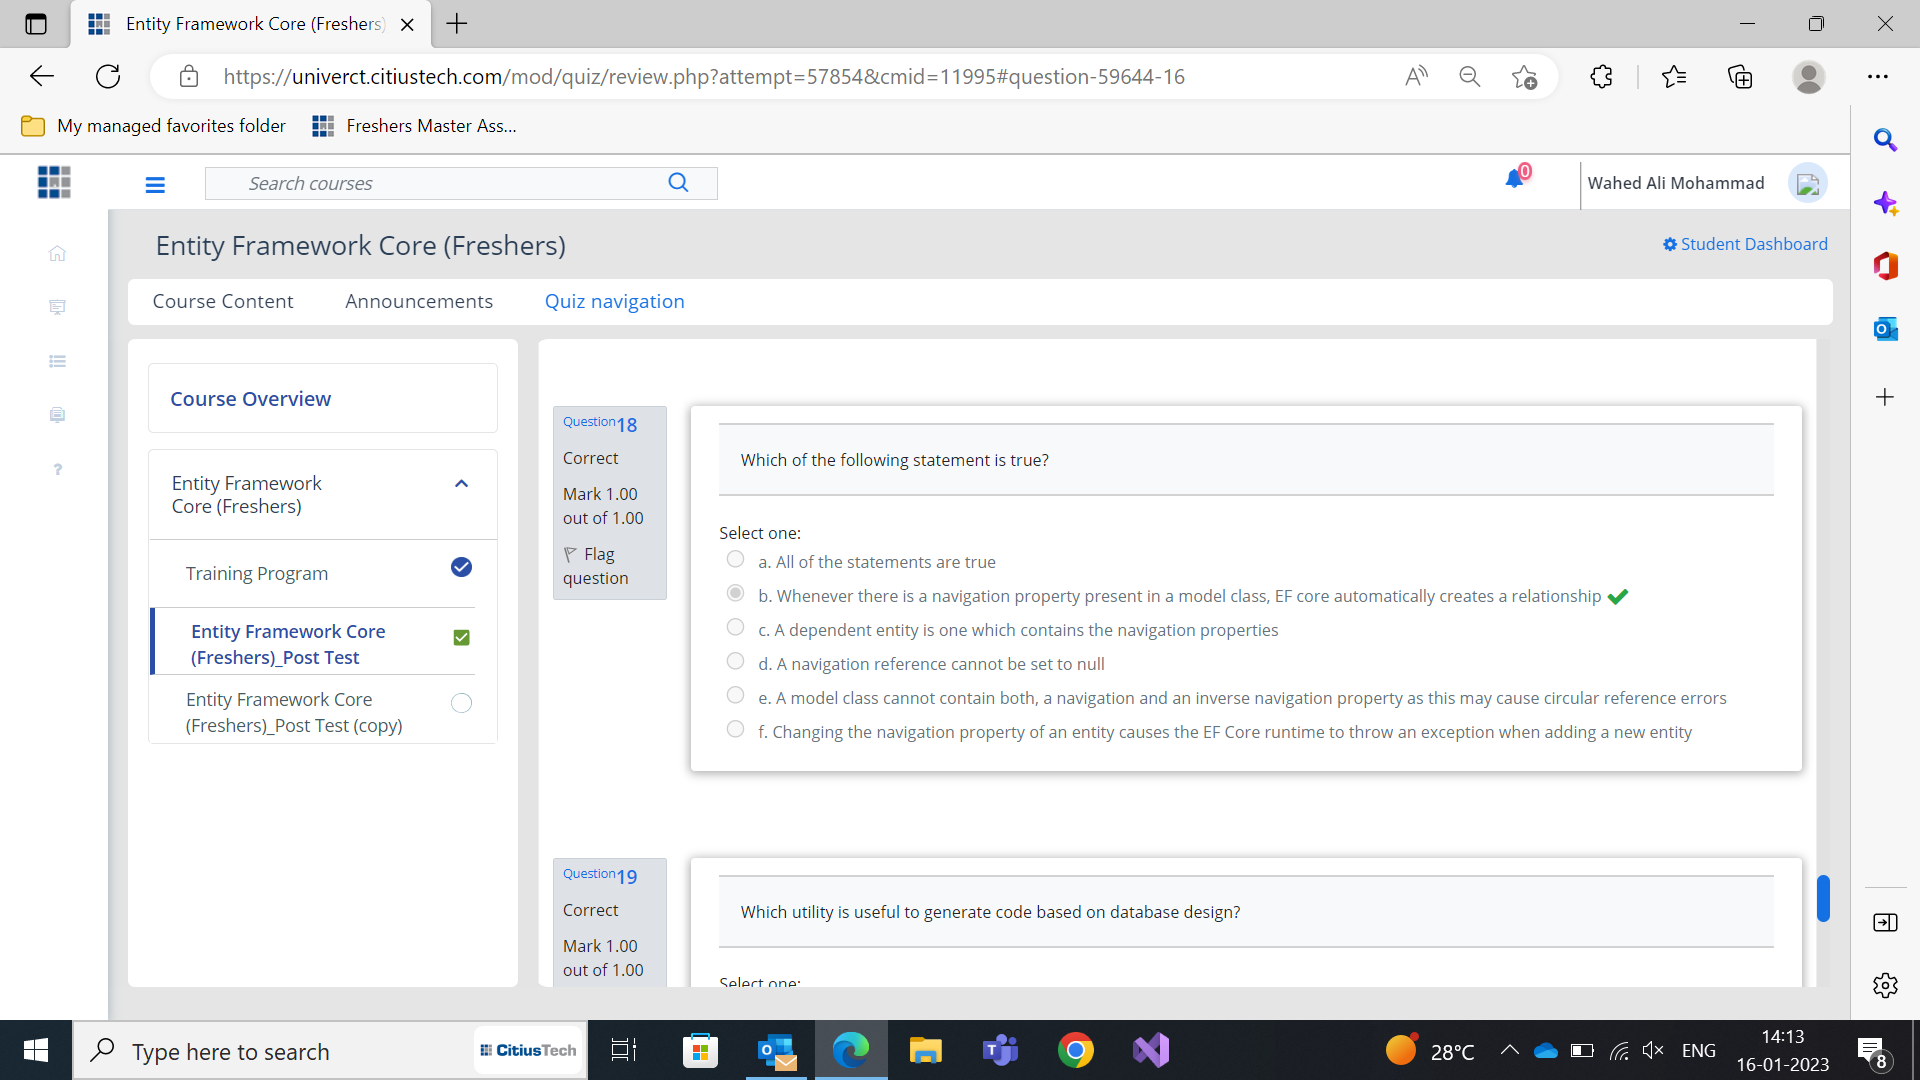 Entity Framework Core (Freshers)
https://univerct.citiustech.com/mod/quiz/review.php?attempt=57854&cmid=11995#question-59644-16
My managed favorites folder
Freshers Master Ass...
Search courses
0
Wahed Ali Mohammad
Entity Framework Core (Freshers)
Student Dashboard
Course Content
Announcements
Quiz navigation
Course Overview
Entity Framework
Core (Freshers)
Training Program
Entity Framework Core
(Freshers)_Post Test
Entity Framework Core
(Freshers)_Post Test (copy)
Question 18
Correct
Mark 1.00
out of 1.00
Flag
question
Which of the following statement is true?
Select one:
a. All of the statements are true
b. Whenever there is a navigation property present in a model class, EF core automatically creates a relationship
c. A dependent entity is one which contains the navigation properties
d. A navigation reference cannot be set to null
e. A model class cannot contain both, a navigation and an inverse navigation property as this may cause circular reference errors
f. Changing the navigation property of an entity causes the EF Core runtime to throw an exception when adding a new entity
Question 19
Correct
Mark 1.00
out of 1.00
Which utility is useful to generate code based on database design?
Select one:
Type here to search
CitiusTech
28°C
ENG
14:13
16-01-2023
8